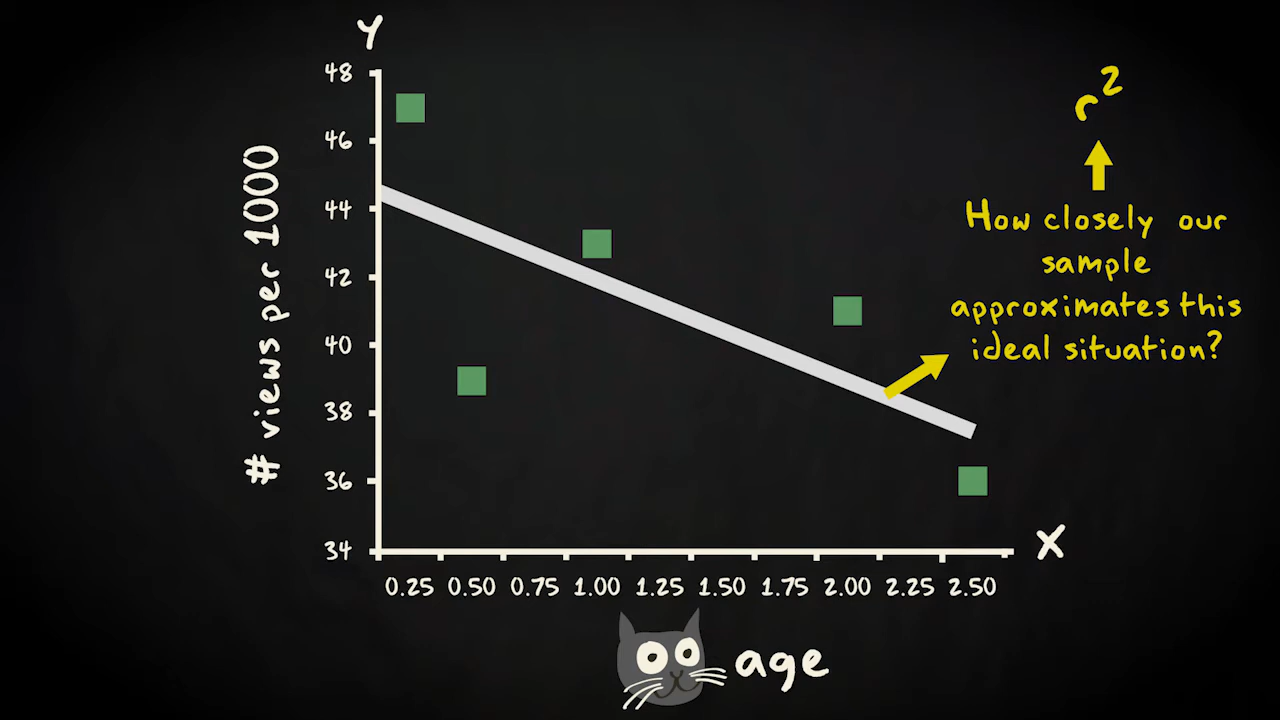 Y
48
46
44
42
40
38
36
34
# views per 1000
0.25 0.50 0.75 1.00 1.25 1.50 1.75 2.00 2.25 2.50
X
age
r²
How closely our
sample
approximates this
ideal situation?